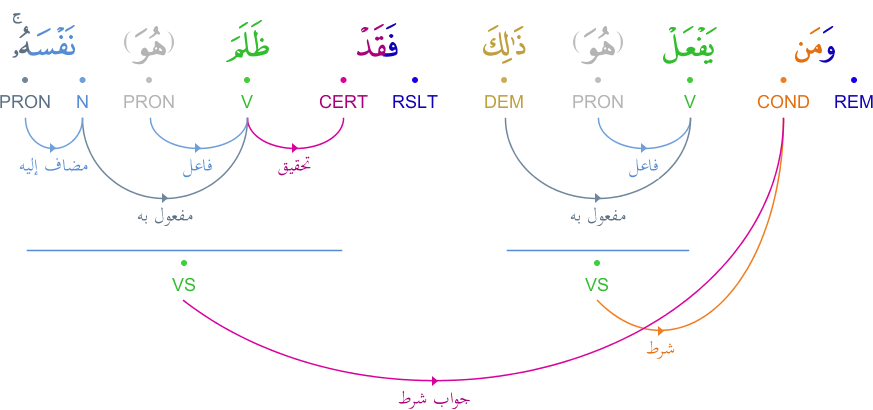 وَمَن يَفْعَلْ (هُوَ) ذَٰلِكَ فَقَدْ ظَلَمَ (هُوَ) نَفْسَهُۥ ۚ
PRON N PRON V CERT RSLT DEM PRON V COND REM
مضاف إليه فاعل تحقيق فاعل
مفعول به مفعول به
VS VS
شرط
جواب شرط